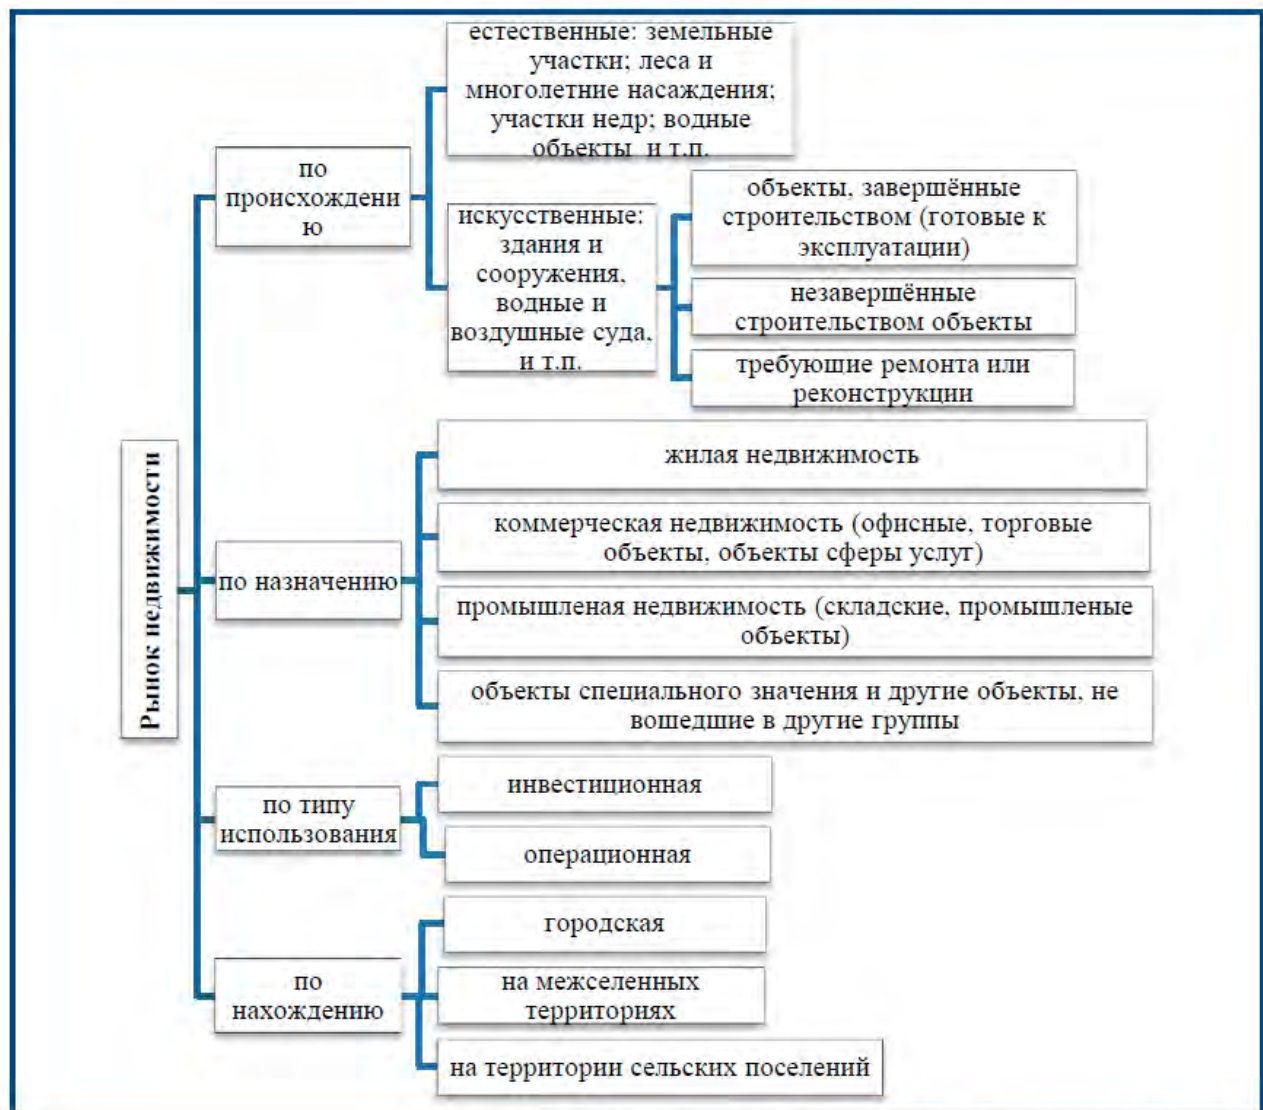 естественные: земельные
участки; леса и
многолетние насаждения;
участки недр; водные
объекты и т.п.
по
происхождени
ю
искусственные:
здания и
сооружения,
водные и
воздушные суда,
и т.п.
объекты, завершённые
строительством (готовые к
эксплуатации)
незавершённые
строительством объекты
требующие ремонта или
реконструкции
Рынок недвижимости
жилая недвижимость
по назначению
коммерческая недвижимость (офисные, торговые
объекты, объекты сферы услуг)
промышленая недвижимость (складские, промышленые
объекты)
объекты специального значения и другие объекты, не
вошедшие в другие группы
по типу
использования
инвестиционная
операционная
по
нахождению
городская
на межселенных
территориях
на территории сельских поселений